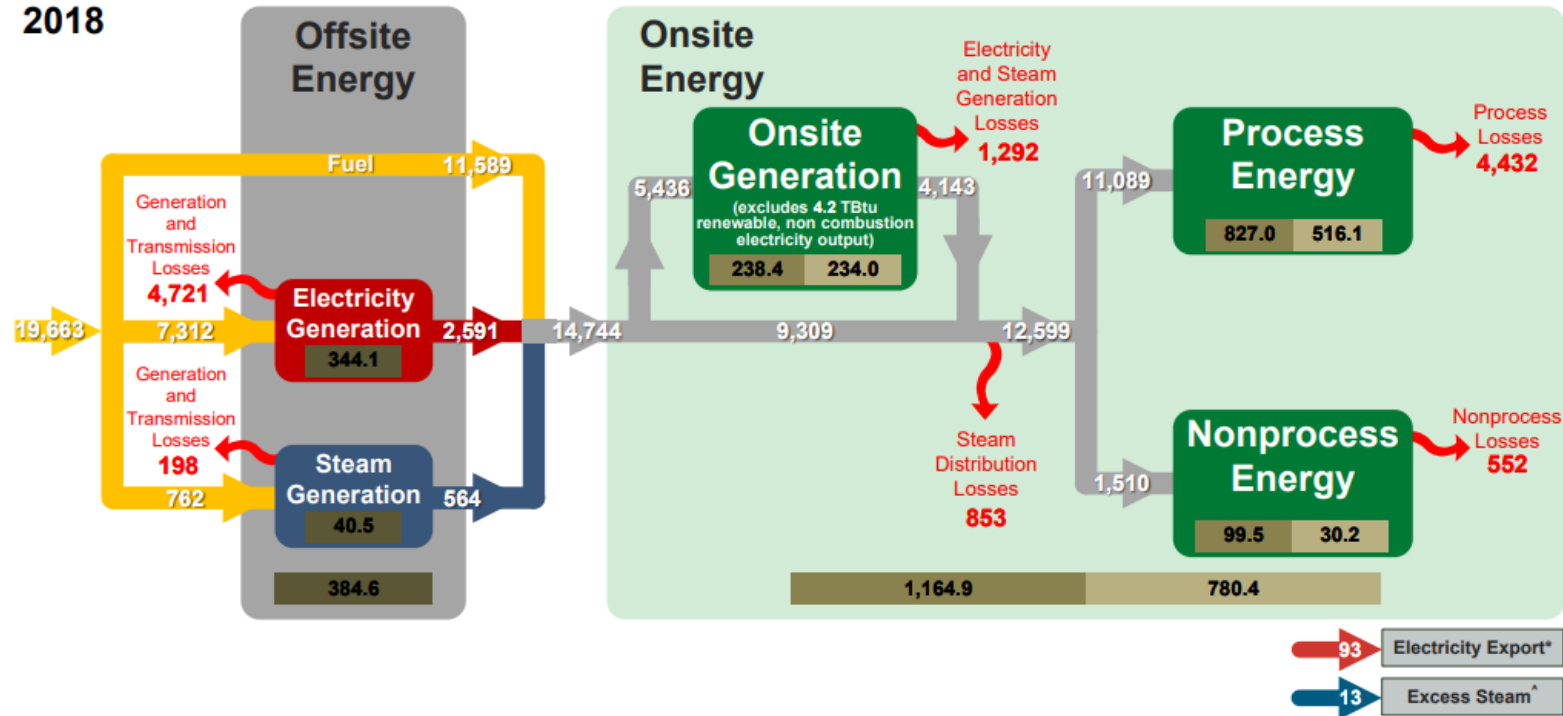 2018
Offsite
Energy
Onsite
Energy
Fuel
11,589
Generation
and
Transmission
Losses
4,721
19,663
7,312
Electricity
Generation
344.1
2,591
14,744
Generation
and
Transmission
Losses
198
762
Steam
Generation
40.5
564
384.6
5,436
Onsite
Generation
(excludes 4.2 TBtu
renewable, non combustion
electricity output)
238.4 234.0
4,143
Electricity
and Steam
Generation
Losses
1,292
9,309
12,599
Steam
Distribution
Losses
853
11,089
Process
Energy
827.0 516.1
Process
Losses
4,432
1,510
Nonprocess
Energy
99.5 30.2
Nonprocess
Losses
552
1,164.9 780.4
93 Electricity Export*
13 Excess Steam^